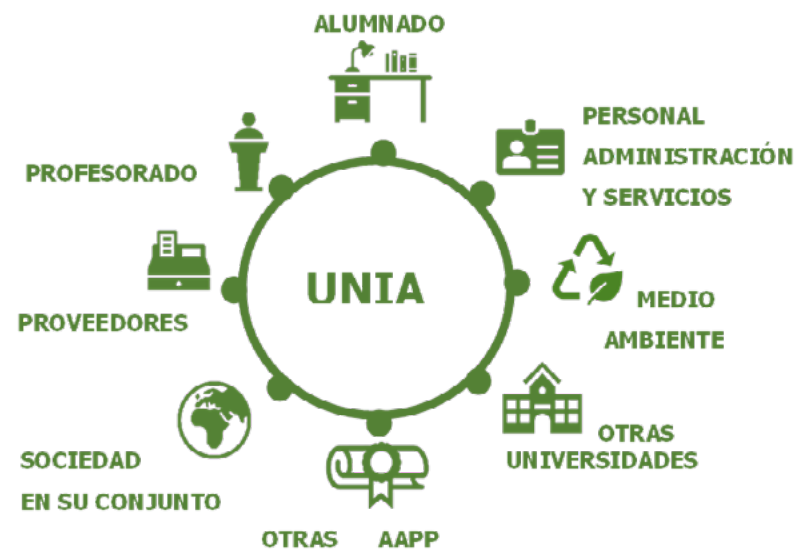 ALUMNADO
PERSONAL
ADMINISTRACIÓN
Y SERVICIOS
PROFESORADO
UNIA
MEDIO
AMBIENTE
PROVEEDORES
OTRAS
UNIVERSIDADES
SOCIEDAD
EN SU CONJUNTO
OTRAS AAPP